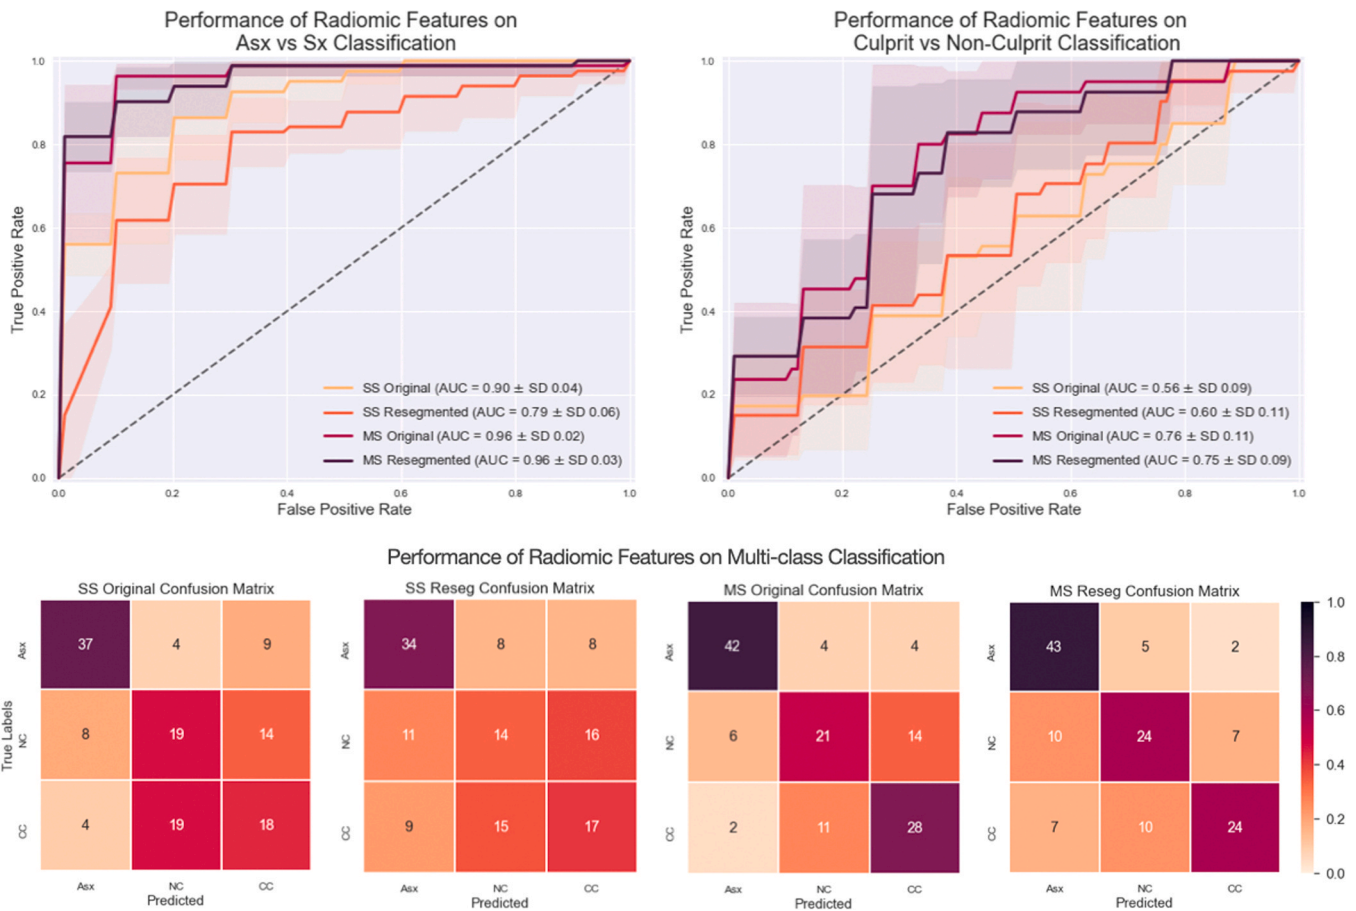 Performance of Radiomic Features on
Asx vs Sx Classification
1.0
0.8
0.6
0.4
0.2
0.0
True Positive Rate
SS Original (AUC = 0.90 ± SD 0.04)
SS Resegmented (AUC = 0.79 ± SD 0.06)
MS Original (AUC = 0.96 ± SD 0.02)
MS Resegmented (AUC = 0.96 ± SD 0.03)
0.0 0.2 0.4 0.6 0.8 1.0
False Positive Rate
Performance of Radiomic Features on
Culprit vs Non-Culprit Classification
1.0
0.8
0.6
0.4
0.2
0.0
True Positive Rate
SS Original (AUC = 0.56 ± SD 0.09)
SS Resegmented (AUC = 0.60 ± SD 0.11)
MS Original (AUC = 0.76 ± SD 0.11)
MS Resegmented (AUC = 0.75 ± SD 0.09)
0.0 0.2 0.4 0.6 0.8 1.0
False Positive Rate
Performance of Radiomic Features on Multi-class Classification
SS Original Confusion Matrix
True Labels
Asx 37 4 9
NC 8 19 14
CC 4 19 18
Asx NC CC
Predicted
SS Reseg Confusion Matrix
Asx 34 8 8
NC 11 14 16
CC 9 15 17
Asx NC CC
Predicted
MS Original Confusion Matrix
Asx 42 4 4
NC 6 21 14
CC 2 11 28
Asx NC CC
Predicted
MS Reseg Confusion Matrix
Asx 43 5 2
NC 10 24 7
CC 7 10 24
Asx NC CC
Predicted
1.0
0.8
0.6
0.4
0.2
0.0